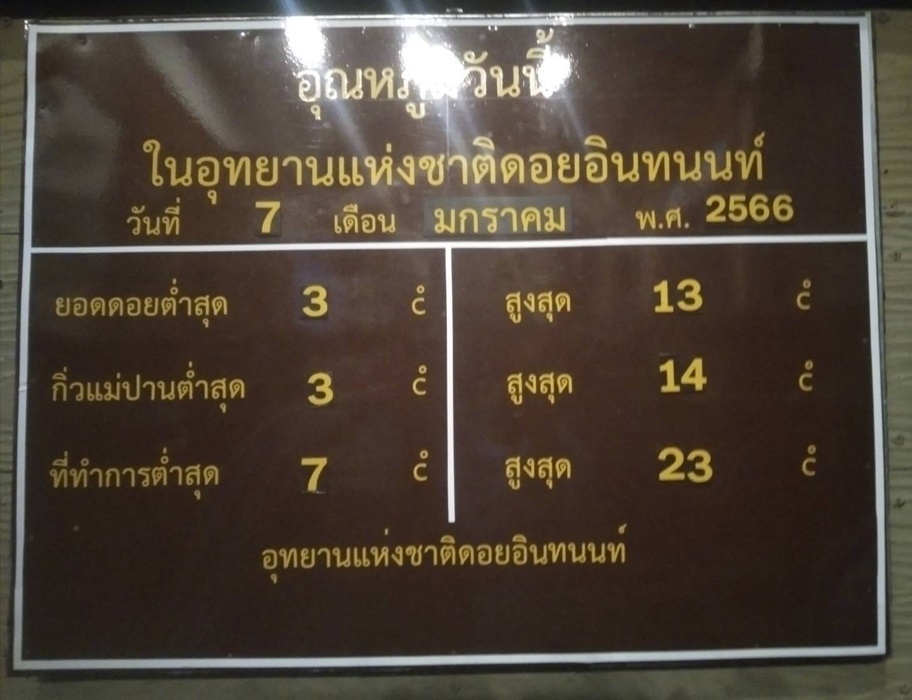 อุณหภูมิวันนี้
ในอุทยานแห่งชาติดอยอินทนนท์
วันที่ 7 เดือน มกราคม พ.ศ. 2566
ยอดดอยต่ำสุด 3 °C สูงสุด 13 °C
กิ่วแม่ปานต่ำสุด 3 °C สูงสุด 14 °C
ที่ทำการต่ำสุด 7 °C สูงสุด 23 °C
อุทยานแห่งชาติดอยอินทนนท์